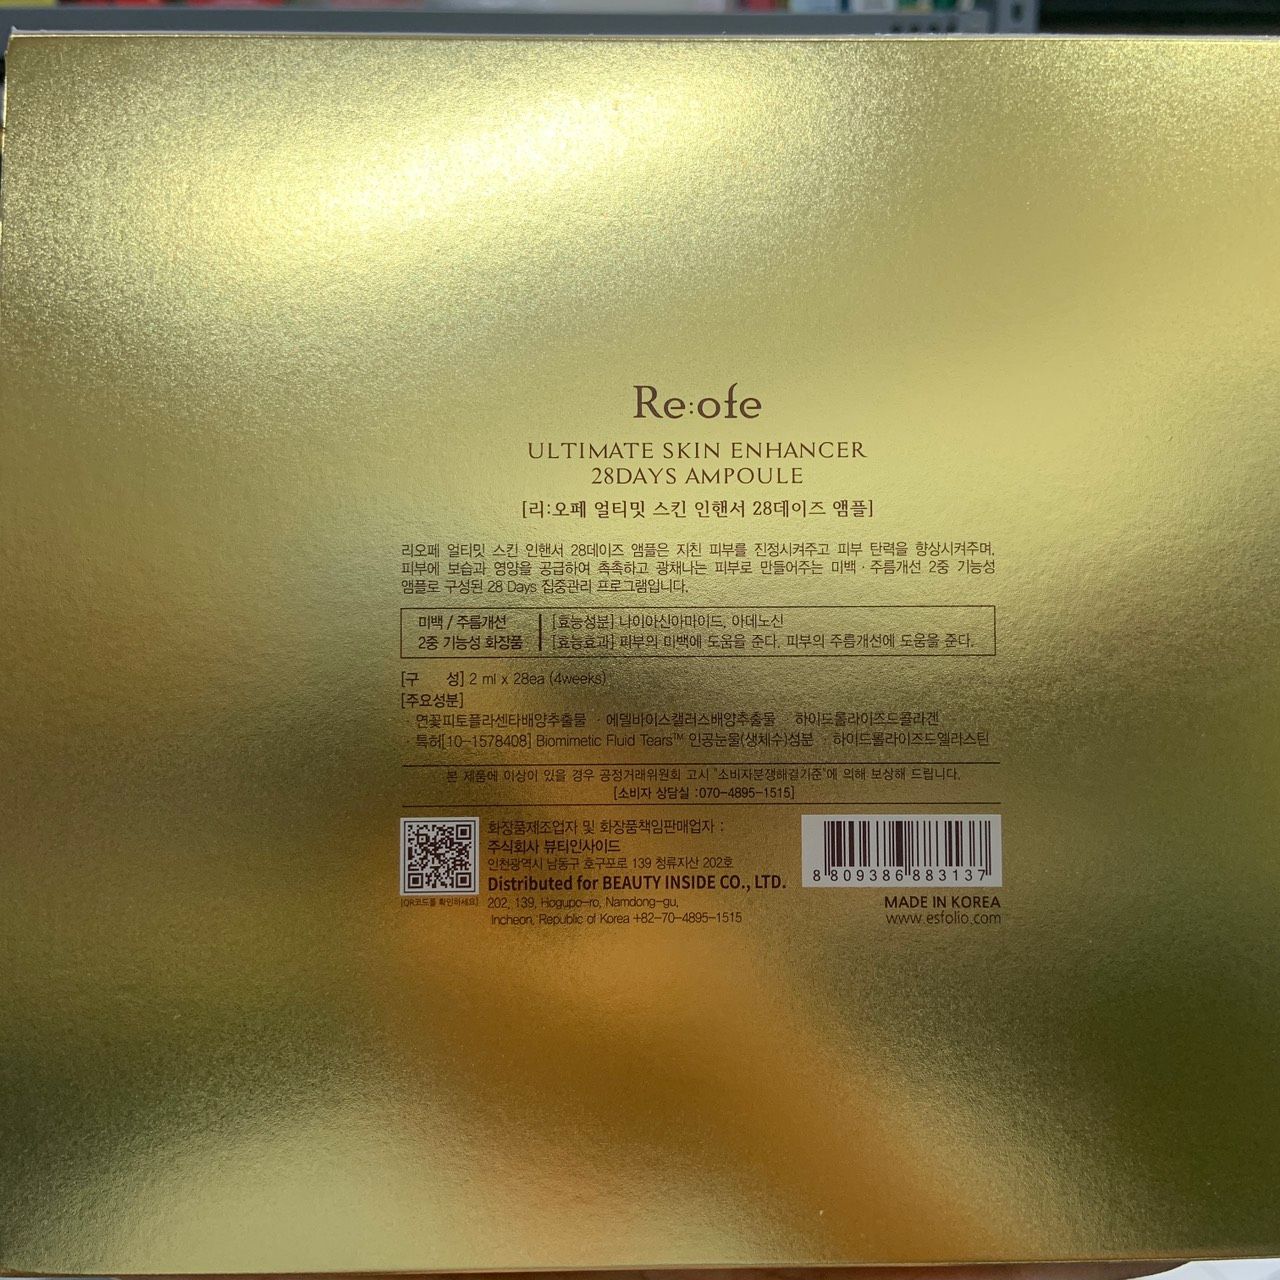 Re:ofe
ULTIMATE SKIN ENHANCER
28DAYS AMPOULE
[리:오페 얼티밋 스킨 인핸서 28데이즈 앰플]
리오페 얼티밋 스킨 인핸서 28데이즈 앰플은 지친 피부를 진정시켜주고 피부 탄력을 향상시켜주며,
피부에 보습과 영양을 공급하여 촉촉하고 광채나는 피부로 만들어주는 미백·주름개선 2중 기능성
앰플로 구성된 28 Days 집중관리 프로그램입니다.
미백 / 주름개선 [효능성분] 나이아신아마이드, 아데노신
2중 기능성 화장품 [효능효과] 피부의 미백에 도움을 준다. 피부의 주름개선에 도움을 준다.
[구 성] 2 ml x 28ea (4weeks)
[주요성분]
· 연꽃피토플라센타배양추출물 · 에델바이스캘러스배양추출물 · 하이드롤라이즈드콜라겐
· 특허[10-1578408] Biomimetic Fluid Tears™ 인공눈물(생체수)성분 · 하이드롤라이즈드엘라스틴
본 제품에 이상이 있을 경우 공정거래위원회 고시 "소비자분쟁해결기준"에 의해 보상해 드립니다.
[소비자 상담실 :070-4895-1515]
화장품제조업자 및 화장품책임판매업자 :
주식회사 뷰티인사이드
인천광역시 남동구 호구포로 139 청류지산 202호
Distributed for BEAUTY INSIDE CO., LTD.
202, 139, Hogupo-ro, Namdong-gu,
Incheon, Republic of Korea +82-70-4895-1515
[QR코드를 확인하세요]
8 809386 883137
MADE IN KOREA
www.esfolio.com